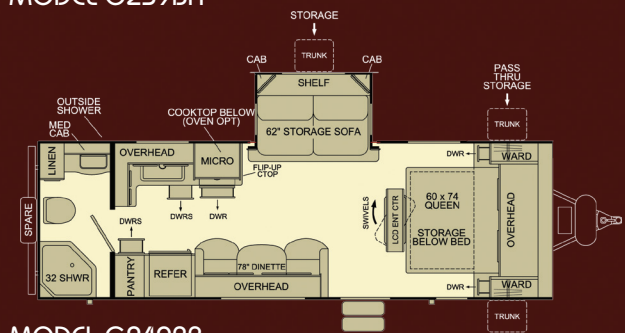 MODEL G259BH
STORAGE
TRUNK
CAB
CAB
SHELF
62" STORAGE SOFA
PASS
THRU
STORAGE
TRUNK
OUTSIDE
SHOWER
MED
CAB
LINEN
COOKTOP BELOW
(OVEN OPT)
OVERHEAD
MICRO
FLIP-UP
CTOP
DWR
WARD
DWRS
DWRS
DWR
SWIVELS
LCD ENT CTR
60 x 74
QUEEN
STORAGE
BELOW BED
OVERHEAD
SPARE
32 SHWR
PANTRY
REFER
78" DINETTE
OVERHEAD
DWR
WARD
TRUNK